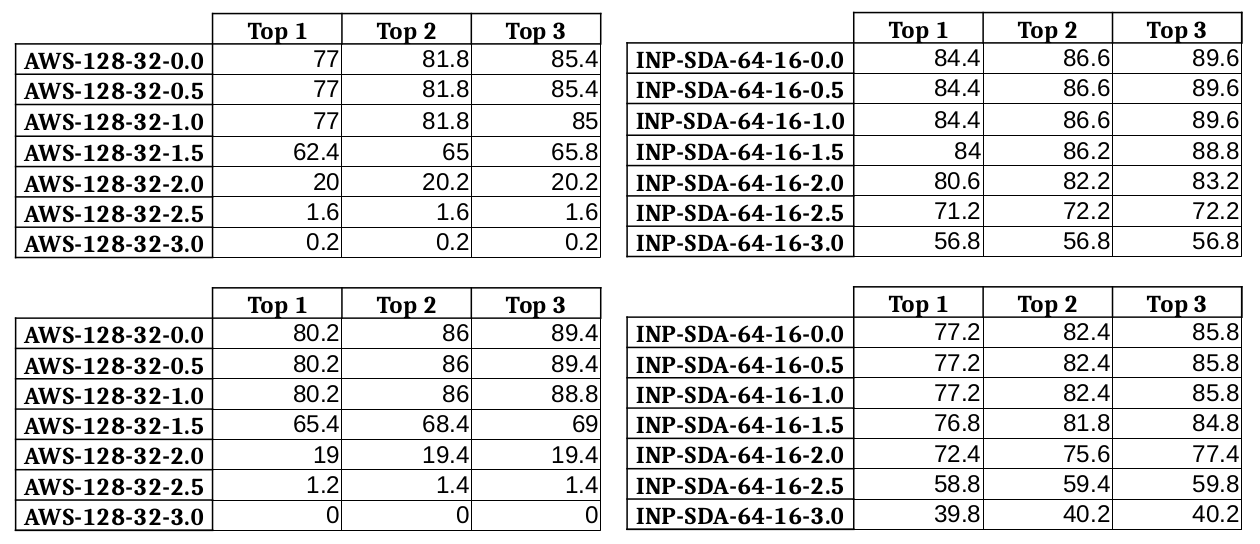 Top 1 Top 2 Top 3
AWS-128-32-0.0 77 81.8 85.4
AWS-128-32-0.5 77 81.8 85.4
AWS-128-32-1.0 77 81.8 85
AWS-128-32-1.5 62.4 65 65.8
AWS-128-32-2.0 20 20.2 20.2
AWS-128-32-2.5 1.6 1.6 1.6
AWS-128-32-3.0 0.2 0.2 0.2
Top 1 Top 2 Top 3
INP-SDA-64-16-0.0 84.4 86.6 89.6
INP-SDA-64-16-0.5 84.4 86.6 89.6
INP-SDA-64-16-1.0 84.4 86.6 89.6
INP-SDA-64-16-1.5 84 86.2 88.8
INP-SDA-64-16-2.0 80.6 82.2 83.2
INP-SDA-64-16-2.5 71.2 72.2 72.2
INP-SDA-64-16-3.0 56.8 56.8 56.8
Top 1 Top 2 Top 3
AWS-128-32-0.0 80.2 86 89.4
AWS-128-32-0.5 80.2 86 89.4
AWS-128-32-1.0 80.2 86 88.8
AWS-128-32-1.5 65.4 68.4 69
AWS-128-32-2.0 19 19.4 19.4
AWS-128-32-2.5 1.2 1.4 1.4
AWS-128-32-3.0 0 0 0
Top 1 Top 2 Top 3
INP-SDA-64-16-0.0 77.2 82.4 85.8
INP-SDA-64-16-0.5 77.2 82.4 85.8
INP-SDA-64-16-1.0 77.2 82.4 85.8
INP-SDA-64-16-1.5 76.8 81.8 84.8
INP-SDA-64-16-2.0 72.4 75.6 77.4
INP-SDA-64-16-2.5 58.8 59.4 59.8
INP-SDA-64-16-3.0 39.8 40.2 40.2